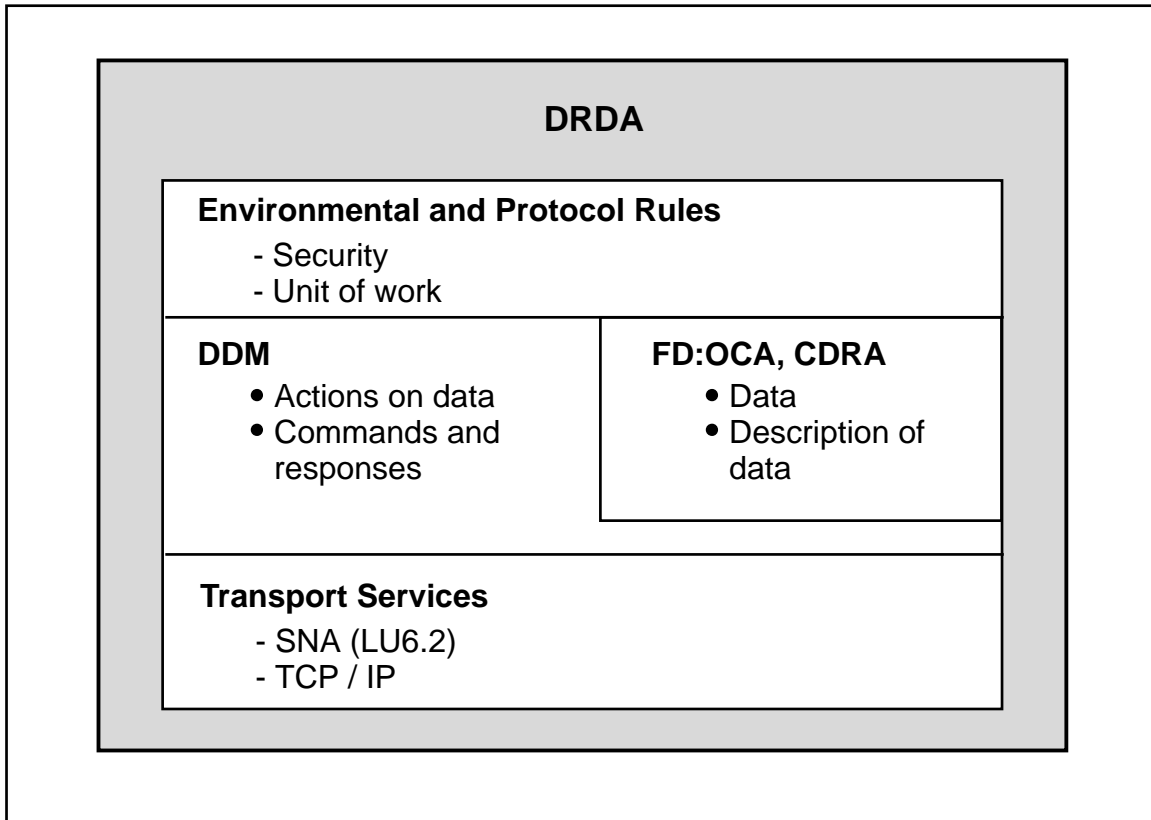 DRDA
Environmental and Protocol Rules
- Security
- Unit of work
DDM
• Actions on data
• Commands and
responses
FD:OCA, CDRA
• Data
• Description of
data
Transport Services
- SNA (LU6.2)
- TCP / IP